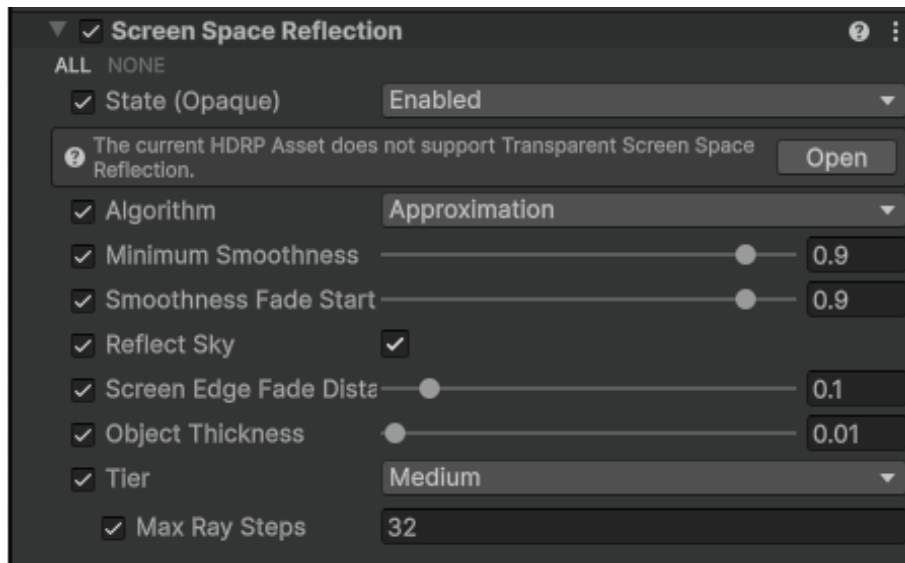 Screen Space Reflection
ALL NONE
State (Opaque) Enabled
The current HDRP Asset does not support Transparent Screen Space
Reflection.
Open
Algorithm Approximation
Minimum Smoothness 0.9
Smoothness Fade Start 0.9
Reflect Sky
Screen Edge Fade Dista 0.1
Object Thickness 0.01
Tier Medium
Max Ray Steps 32